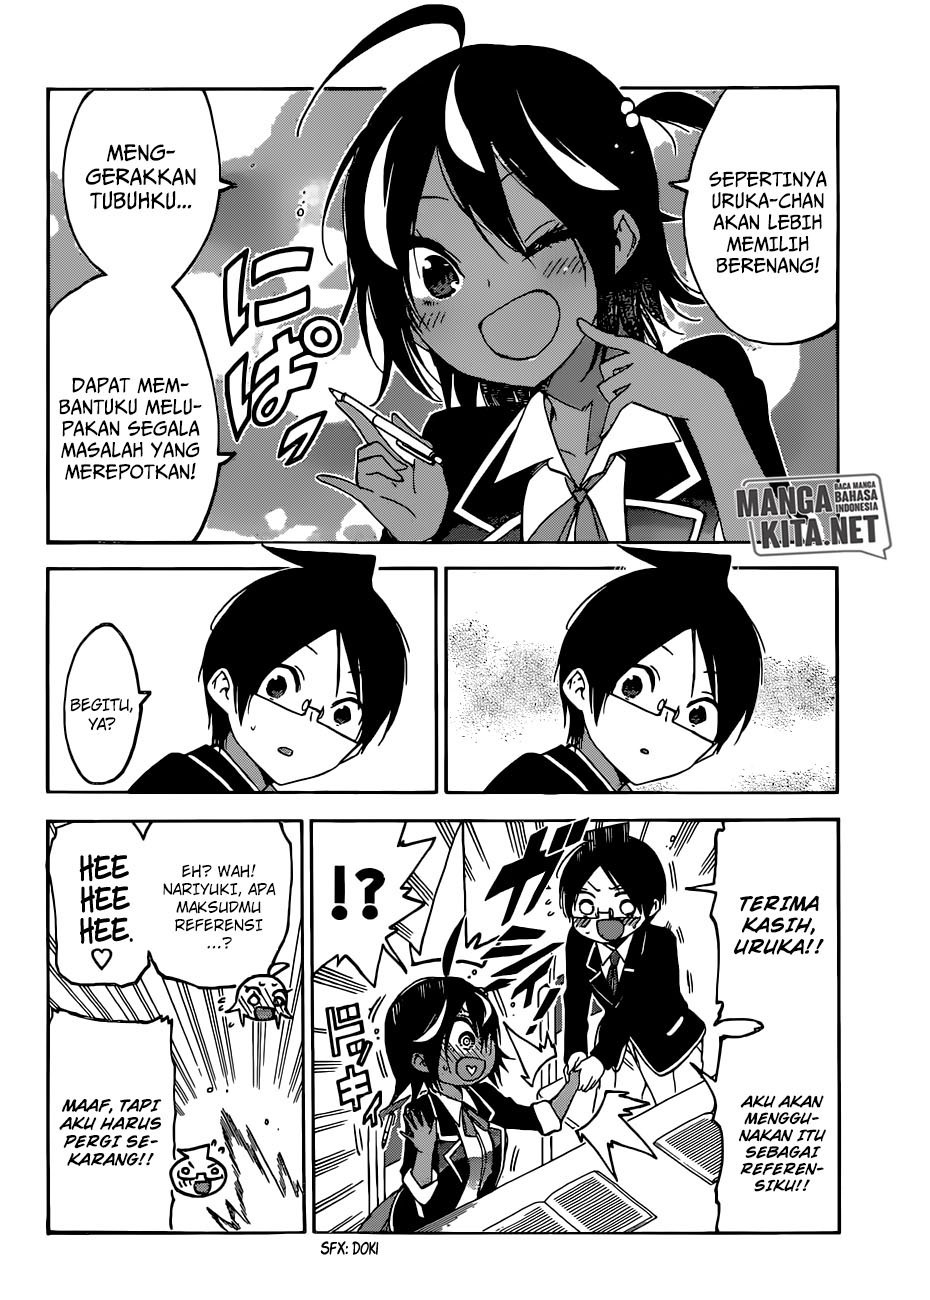 SEPERTINYA
URUKA-CHAN
AKAN LEBIH
MEMILIH
BERENANG!
MENG-
GERAKKAN
TUBUHKU...
にぱっ
DAPAT MEM-
BANTUKU MELU-
PAKAN SEGALA
MASALAH YANG
MEREPOTKAN!
MANGA
KITA.NET
BACA MANGA
BAHASA
INDONESIA
BEGITU,
YA?
TERIMA
KASIH,
URUKA!!
!?
AKU AKAN
MENGGU-
NAKAN ITU
SEBAGAI
REFEREN-
SIKU!!
SFX: DOKI
EH? WAH!
NARIYUKI, APA
MAKSUDMU
REFERENSI
...?
HEE
HEE
HEE.
♡
MAAF, TAPI
AKU HARUS
PERGI SE-
KARANG!!